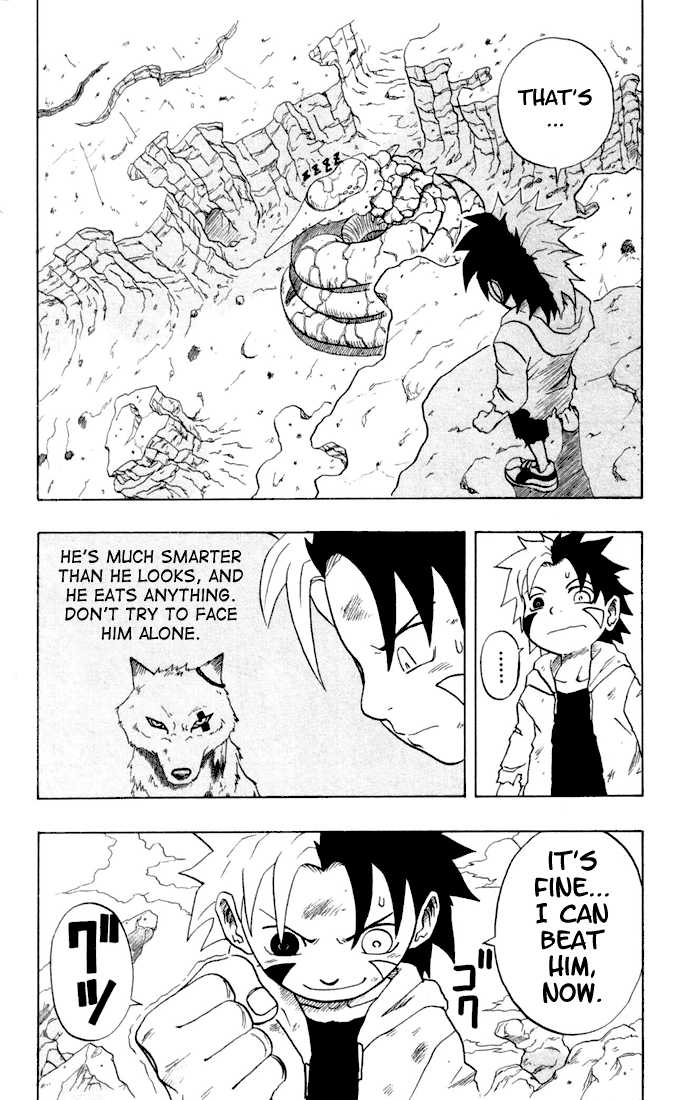 THAT'S
...
ZZZZ
HE'S MUCH SMARTER
THAN HE LOOKS, AND
HE EATS ANYTHING.
DON'T TRY TO FACE
HIM ALONE.
......
IT'S
FINE...
I CAN
BEAT
HIM,
NOW.
グッ
ゴク